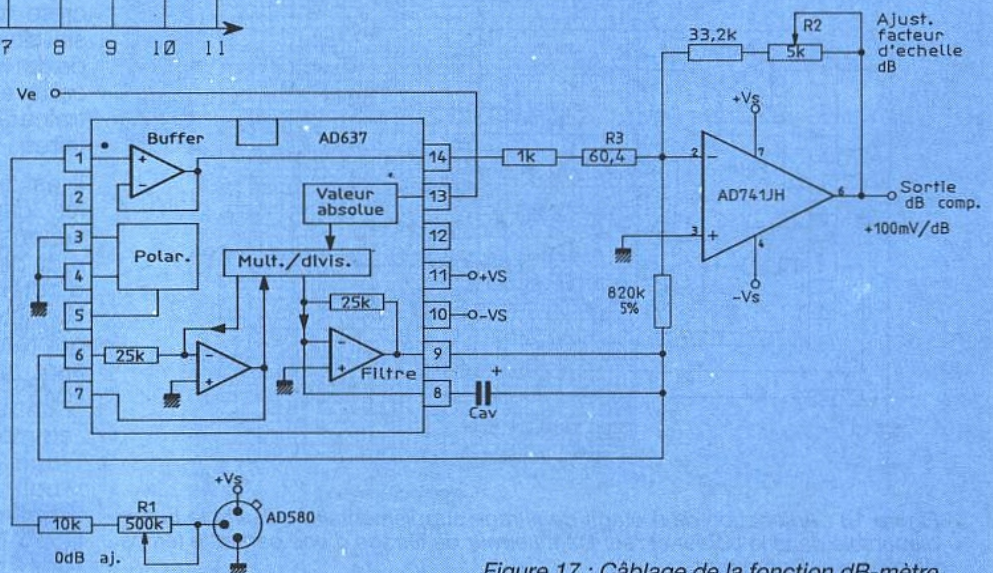 7 8 9 10 11
Ve
Buffer
AD637
1
2
3
4
5
6
7
14
13
12
11
10
9
8
Valeur
absolue
Polar.
Mult./divis.
25k
25k
Filtre
+VS
-VS
+
Cav
1k
R3
60,4
33,2k
R2
5k
Ajust.
facteur
d'echelle
dB
+Vs
2
-
7
AD741JH
6
3
+
4
-Vs
Sortie
dB comp.
+100mV/dB
820k
5%
+Vs
10k
R1
500k
AD580
0dB aj.
Figure 17 : Câblage de la fonction dB-mètre